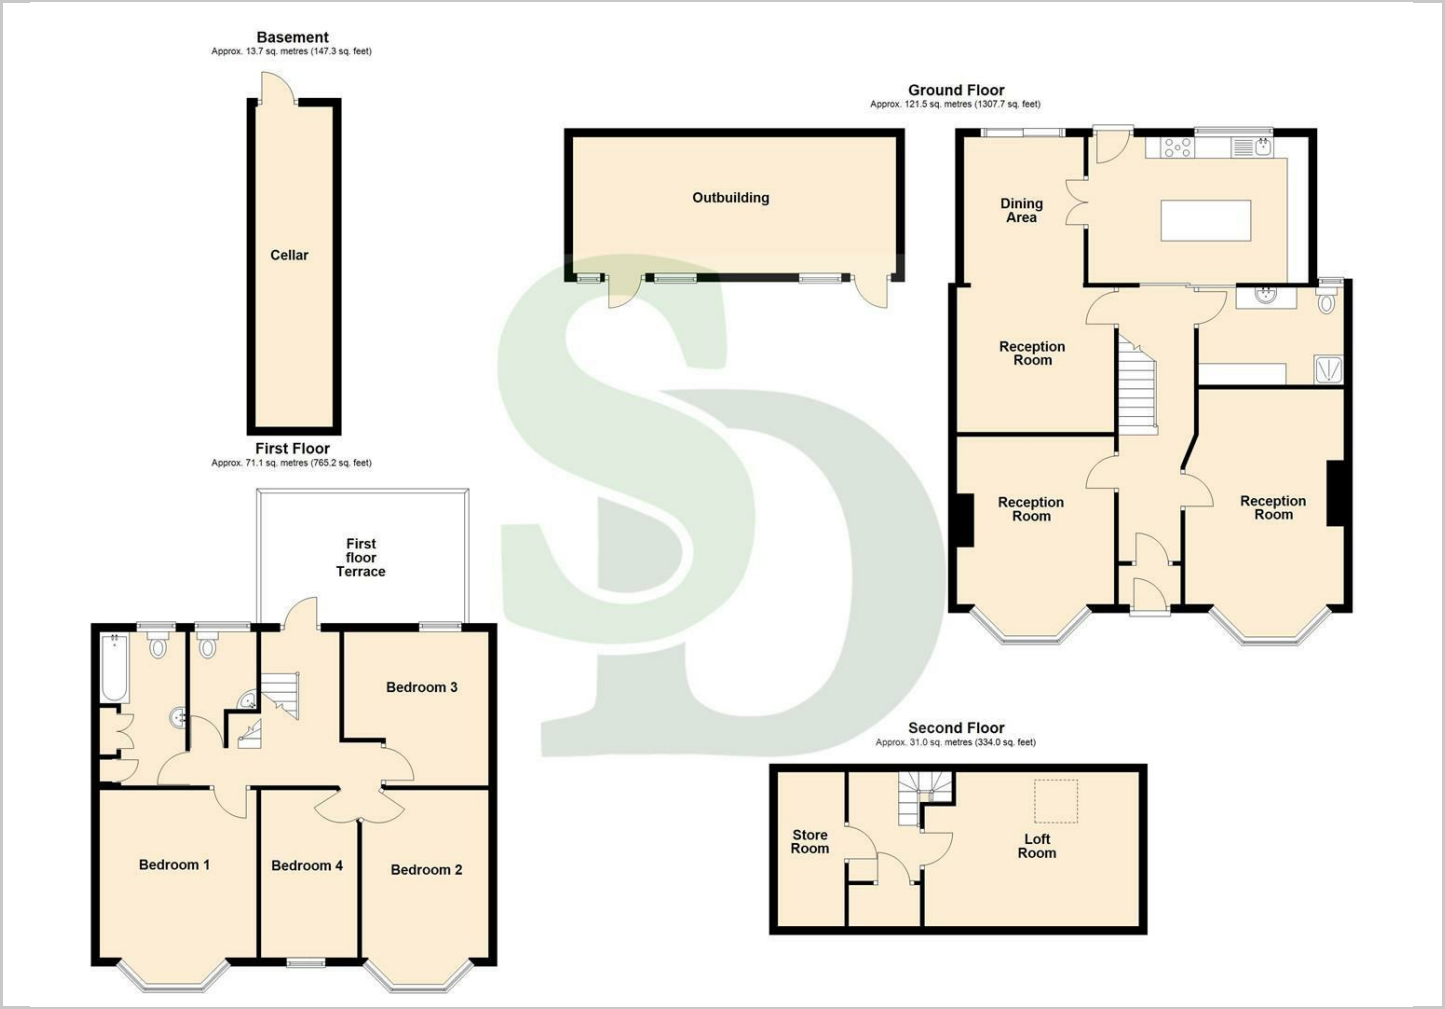 Basement
Approx. 13.7 sq. metres (147.3 sq. feet)
Cellar
Ground Floor
Approx. 121.5 sq. metres (1307.7 sq. feet)
Outbuilding
Dining
Area
Reception
Room
Reception
Room
Reception
Room
First Floor
Approx. 71.1 sq. metres (765.2 sq. feet)
First
floor
Terrace
Bedroom 3
Bedroom 1
Bedroom 4
Bedroom 2
Second Floor
Approx. 31.0 sq. metres (334.0 sq. feet)
Store
Room
Loft
Room
SD